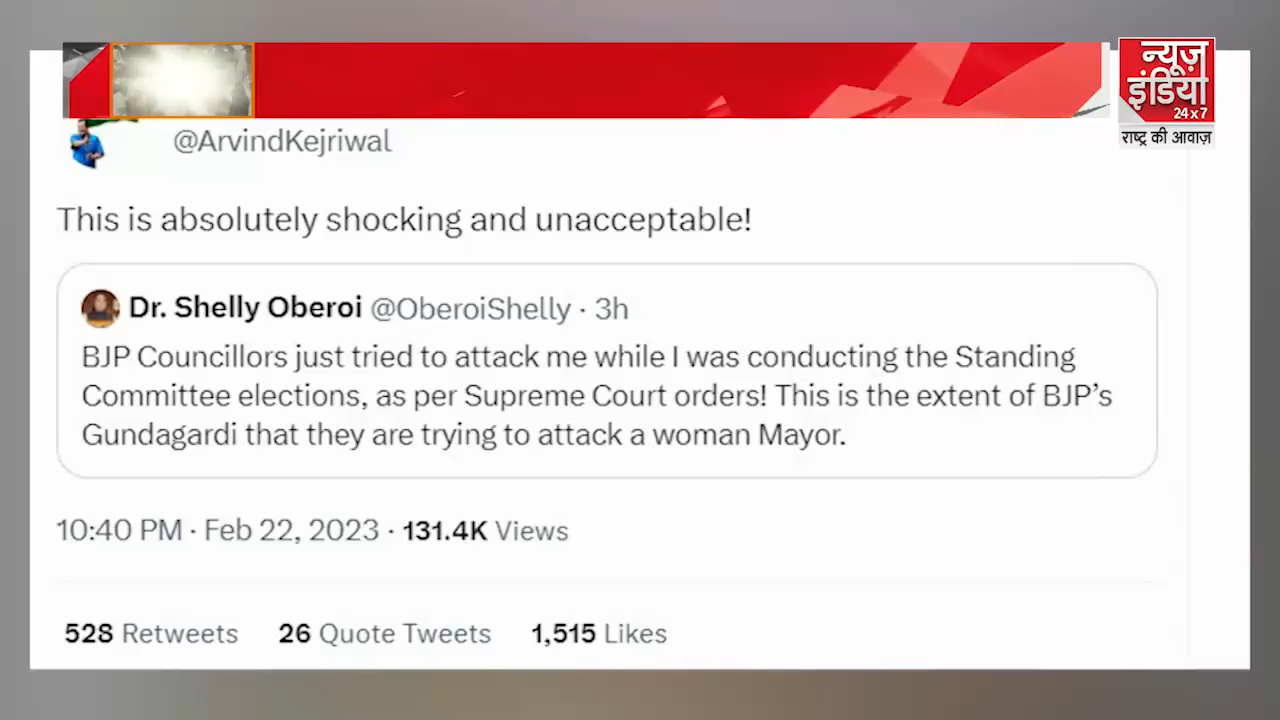 न्यूज़
इंडिया
24x7
राष्ट्र की आवाज़
@ArvindKejriwal
This is absolutely shocking and unacceptable!
Dr. Shelly Oberoi @OberoiShelly · 3h
BJP Councillors just tried to attack me while I was conducting the Standing
Committee elections, as per Supreme Court orders! This is the extent of BJP’s
Gundagardi that they are trying to attack a woman Mayor.
10:40 PM · Feb 22, 2023 · 131.4K Views
528 Retweets 26 Quote Tweets 1,515 Likes